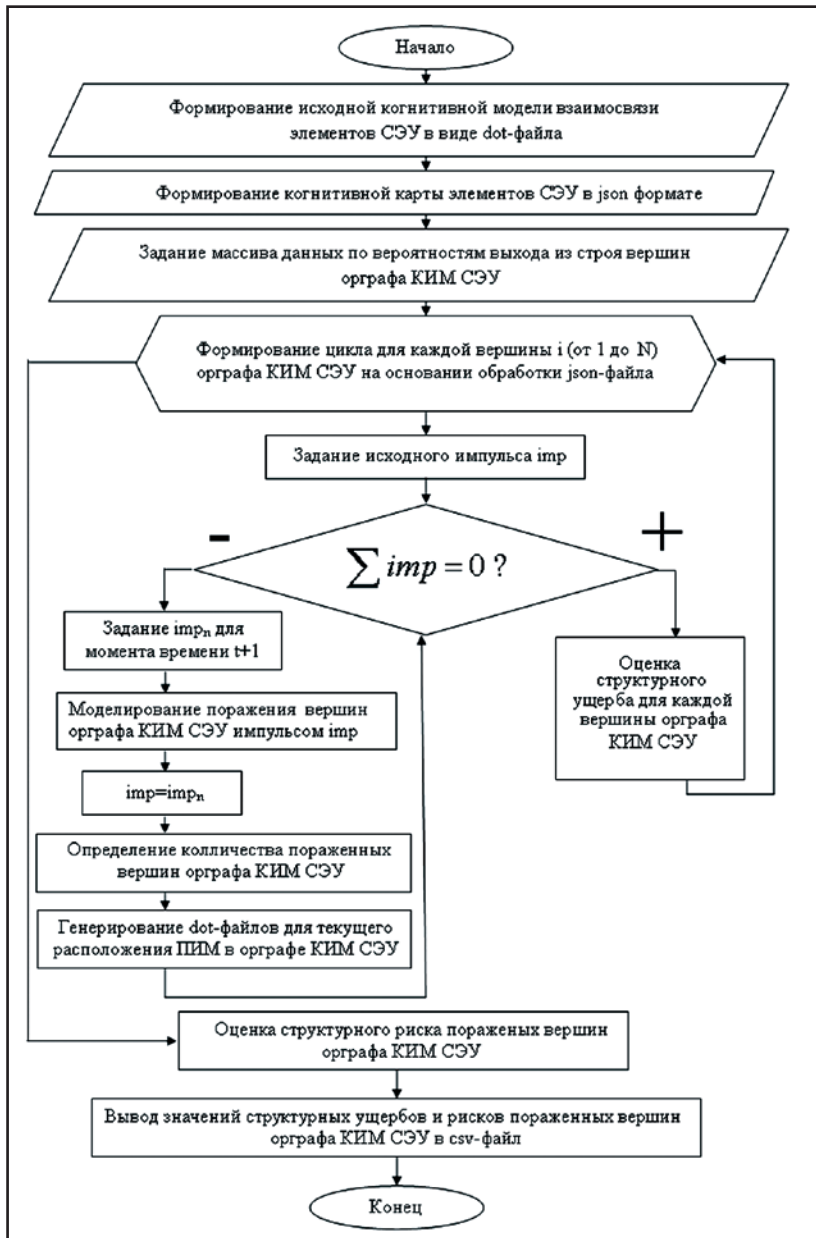 Начало
Формирование исходной когнитивной модели взаимосвязи
элементов СЭУ в виде dot-файла
Формирование когнитивной карты элементов СЭУ в json формате
Задание массива данных по вероятностям выхода из строя вершин
орграфа КИМ СЭУ
Формирование цикла для каждой вершины i (от 1 до N)
орграфа КИМ СЭУ на основании обработки json-файла
Задание исходного импульса imp
-
+
∑ imp = 0 ?
Задание impₙ для
момента времени t+1
Моделирование поражения вершин
орграфа КИМ СЭУ импульсом imp
imp=impₙ
Определение колличества пораженных
вершин орграфа КИМ СЭУ
Генерирование dot-файлов для текущего
расположения ПИМ в орграфе КИМ СЭУ
Оценка
структурного
ущерба для каждой
вершины орграфа
КИМ СЭУ
Оценка структурного риска пораженых вершин
орграфа КИМ СЭУ
Вывод значений структурных ущербов и рисков пораженных вершин
орграфа КИМ СЭУ в csv-файл
Конец